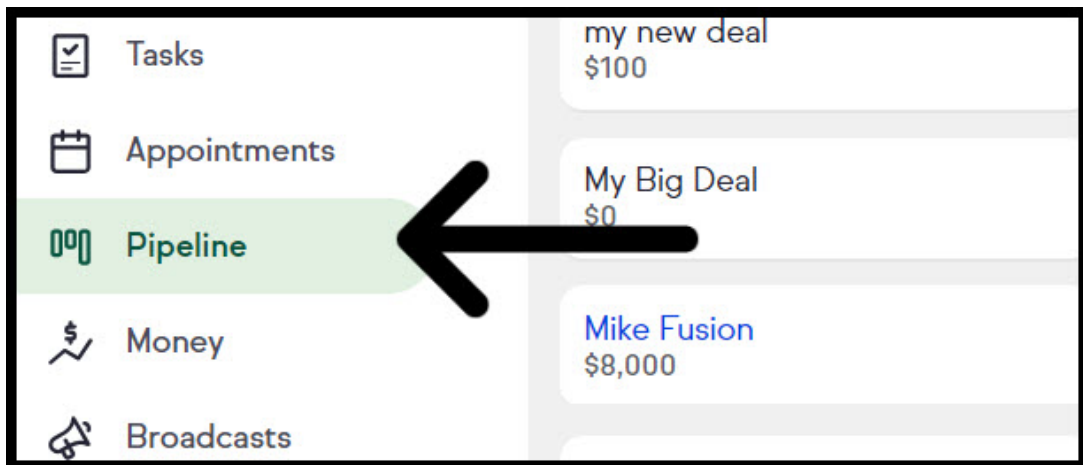 Tasks
Appointments
Pipeline
Money
Broadcasts
my new deal
$100
My Big Deal
$0
Mike Fusion
$8,000